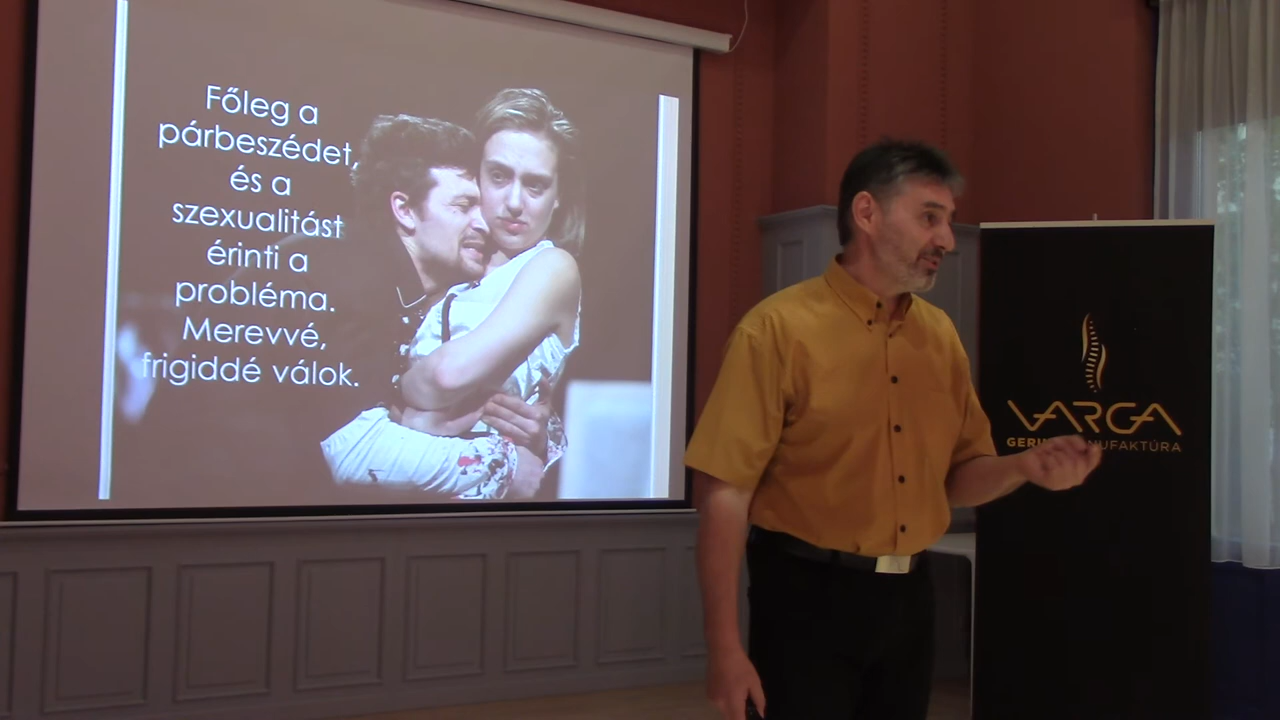 Főleg a
párbeszédet,
és a
szexualitást
érinti a
probléma.
Merevvé,
frigiddé válok.
VARGA